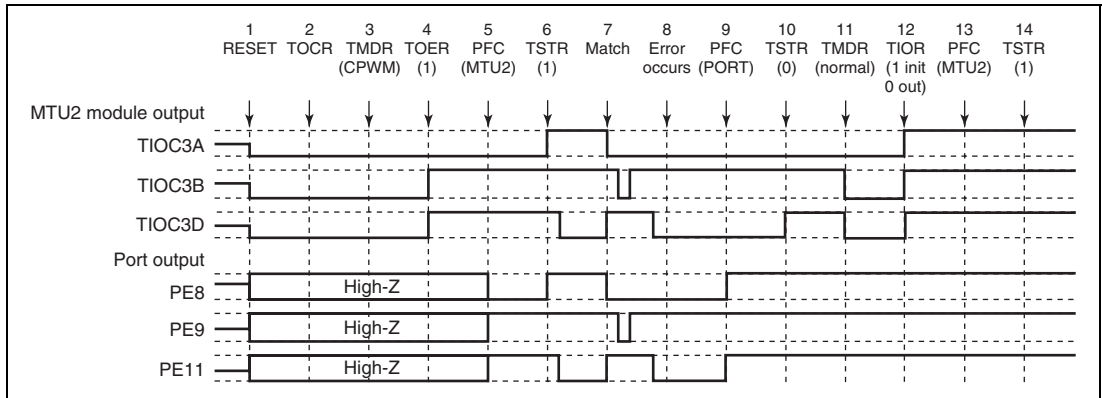 1 2 3 4 5 6 7 8 9 10 11 12 13 14
RESET TOCR TMDR TOER PFC TSTR Match Error PFC TSTR TMDR TIOR PFC TSTR
(CPWM) (1) (MTU2) (1) occurs (PORT) (0) (normal) (1 init (MTU2) (1)
0 out)
MTU2 module output
TIOC3A
TIOC3B
TIOC3D
Port output
PE8 High-Z
PE9 High-Z
PE11 High-Z